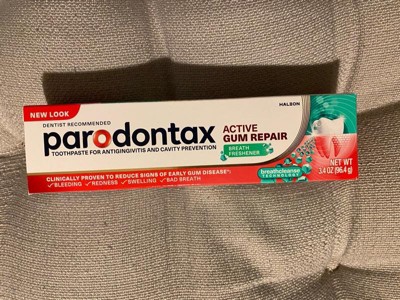 NEW LOOK
HALEON
DENTIST RECOMMENDED
parodontax
TOOTHPASTE FOR ANTIGINGIVITIS AND CAVITY PREVENTION
ACTIVE
GUM REPAIR
BREATH
FRESHENER
CLINICALLY PROVEN TO REDUCE SIGNS OF EARLY GUM DISEASE*:
✓BLEEDING ✓REDNESS ✓SWELLING ✓BAD BREATH
breathcleanse
TECHNOLOGY
NET WT
3.4 OZ (96.4g)